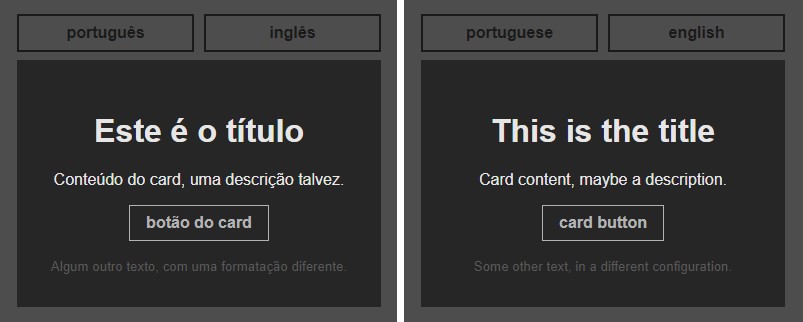 português
inglês
Este é o título
Conteúdo do card, uma descrição talvez.
botão do card
Algum outro texto, com uma formatação diferente.
portuguese
english
This is the title
Card content, maybe a description.
card button
Some other text, in a different configuration.